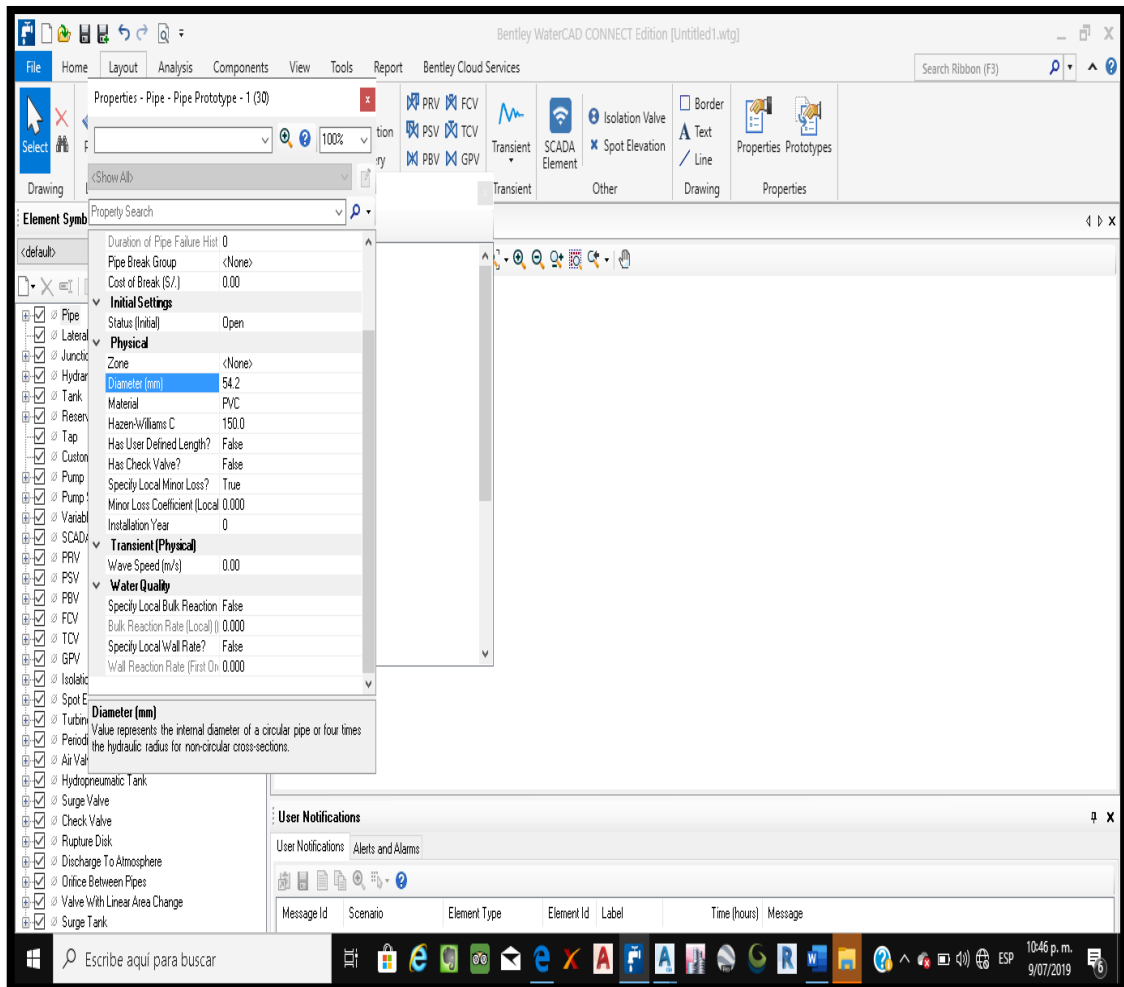 Bentley WaterCAD CONNECT Edition [Untitled1.wtg]
File Home Layout Analysis Components View Tools Report Bentley Cloud Services
Search Ribbon (F3)
Properties - Pipe - Pipe Prototype - 1 (30)
100%
<Show All>
Property Search
Select
Drawing
PRV FCV
PSV TCV
PBV GPV
Transient
Transient
SCADA
Element
Isolation Valve
Spot Elevation
Other
Border
Text
Line
Drawing
Properties Prototypes
Properties
Element Symb
<default>
Duration of Pipe Failure Hist 0
Pipe Break Group <None>
Cost of Break (S/.) 0.00
Initial Settings
Status (Initial) Open
Physical
Zone <None>
Diameter (mm) 54.2
Material PVC
Hazen-Williams C 150.0
Has User Defined Length? False
Has Check Valve? False
Specify Local Minor Loss? True
Minor Loss Coefficient (Local 0.000
Installation Year 0
Transient (Physical)
Wave Speed (m/s) 0.00
Water Quality
Specify Local Bulk Reaction False
Bulk Reaction Rate (Local) ( 0.000
Specify Local Wall Rate? False
Wall Reaction Rate (First Or 0.000
Diameter (mm)
Value represents the internal diameter of a circular pipe or four times
the hydraulic radius for non-circular cross-sections.
Pipe
Lateral
Junctio
Hydran
Tank
Reserv
Tap
Custom
Pump
Pump S
Variabl
SCADA
PRV
PSV
PBV
FCV
TCV
GPV
Isolatio
Spot E
Turbin
Periodi
Air Val
Hydropneumatic Tank
Surge Valve
Check Valve
Rupture Disk
Discharge To Atmosphere
Orifice Between Pipes
Valve With Linear Area Change
Surge Tank
User Notifications
User Notifications Alerts and Alarms
Message Id Scenario Element Type Element Id Label Time (hours) Message
Escribe aquí para buscar
ESP
10:46 p. m.
9/07/2019
6